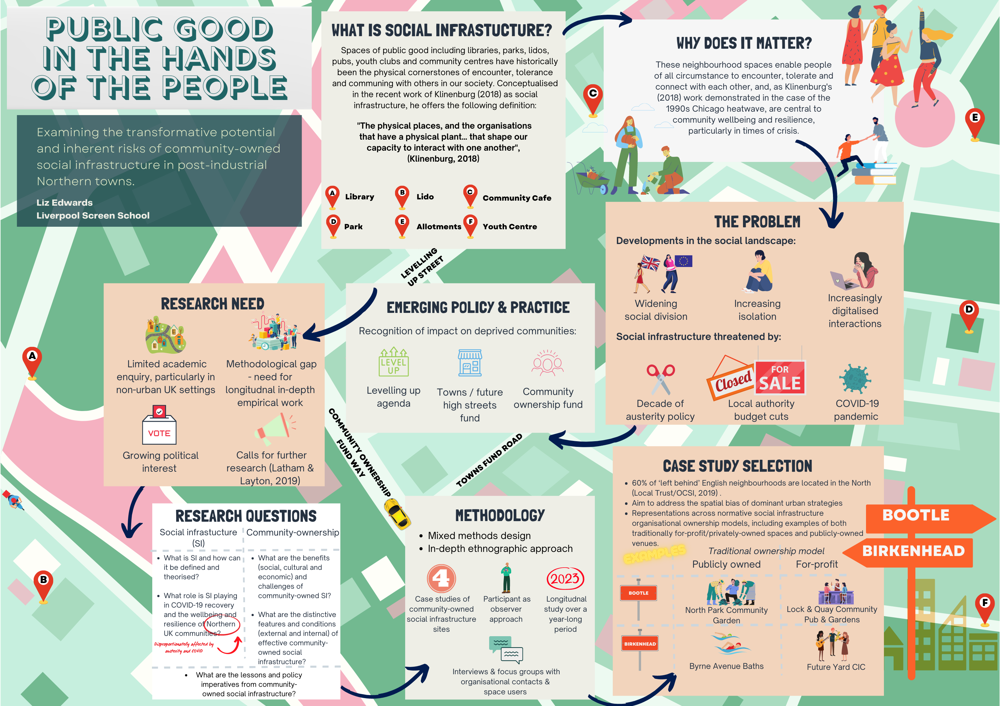 PUBLIC GOOD
IN THE HANDS
OF THE PEOPLE
Examining the transformative potential
and inherent risks of community-owned
social infrastructure in post-industrial
Northern towns.
Liz Edwards
Liverpool Screen School
WHAT IS SOCIAL INFRASTUCTURE?
Spaces of public good including libraries, parks, lidos,
pubs, youth clubs and community centres have historically
been the physical cornerstones of encounter, tolerance
and communing with others in our society. Conceptualised
in the recent work of Klinenburg (2018) as social
infrastructure, he offers the following definition:
"The physical places, and the organisations
that have a physical plant... that shape our
capacity to interact with one another",
(Klinenburg, 2018)
A Library
B Lido
C Community Cafe
D Park
E Allotments
F Youth Centre
WHY DOES IT MATTER?
These neighbourhood spaces enable people
of all circumstance to encounter, tolerate and
connect with each other, and, as Klinenburg's
(2018) work demonstrated in the case of the
1990s Chicago heatwave, are central to
community wellbeing and resilience,
particularly in times of crisis.
C
E
THE PROBLEM
Developments in the social landscape:
Widening
social division
Increasing
isolation
Increasingly
digitalised
interactions
Social infrastructure threatened by:
Closed
FOR
SALE
Decade of
austerity policy
Local authority
budget cuts
COVID-19
pandemic
D
LEVELLING
UP STREET
EMERGING POLICY & PRACTICE
Recognition of impact on deprived communities:
LEVEL
UP
Levelling up
agenda
Towns / future
high streets
fund
Community
ownership fund
COMMUNITY OWNERSHIP
FUND WAY
TOWNS FUND ROAD
RESEARCH NEED
Limited academic
enquiry, particularly in
non-urban UK settings
Methodological gap
- need for
longitudnal in-depth
empirical work
VOTE
Growing political
interest
Calls for further
research (Latham &
Layton, 2019)
A
B
RESEARCH QUESTIONS
Social infrastucture
(SI)
Community-ownership
• What is SI and how can
it be defined and
theorised?
• What role is SI playing
in COVID-19 recovery
and the wellbeing and
resilience of Northern
UK communities?
Disproportionately affected by
austerity and COVID
• What are the benefits
(social, cultural and
economic) and
challenges of
community-owned SI?
• What are the distinctive
features and conditions
(external and internal) of
effective community-
owned social
infrastructure?
• What are the lessons and policy
imperatives from community-
owned social infrastructure?
METHODOLOGY
• Mixed methods design
• In-depth ethnographic approach
4
Case studies of
community-owned
social infrastructure
sites
Participant as
observer
approach
2023
Longitudnal
study over a
year-long
period
Interviews & focus groups with
organisational contacts &
space users
CASE STUDY SELECTION
• 60% of ‘left behind’ English neighbourhoods are located in the North
(Local Trust/OCSI, 2019) .
• Aim to address the spatial bias of dominant urban strategies
• Representations across normative social infrastructure
organisational ownership models, including examples of both
traditionally for-profit/privately-owned spaces and publicly-owned
venues.
EXAMPLES
Traditional ownership model
Publicly owned
For-profit
BOOTLE
North Park Community
Garden
Lock & Quay Community
Pub & Gardens
BIRKENHEAD
Byrne Avenue Baths
Future Yard CIC
BOOTLE
BIRKENHEAD
F